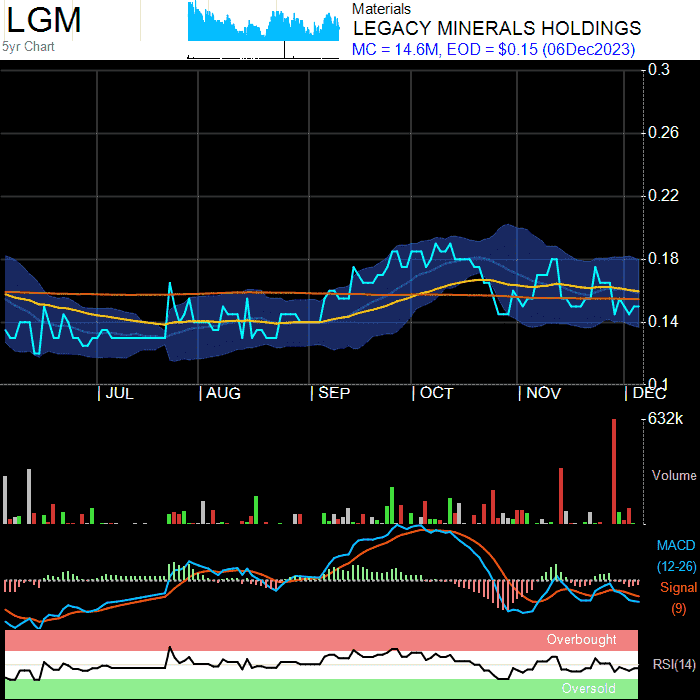 LGM
5yr Chart
Materials
LEGACY MINERALS HOLDINGS
MC = 14.6M, EOD = $0.15 (06Dec2023)
0.3
0.26
0.22
0.18
0.14
0.1
JUL
AUG
SEP
OCT
NOV
DEC
632k
Volume
MACD
(12-26)
Signal
(9)
Overbought
RSI(14)
Oversold